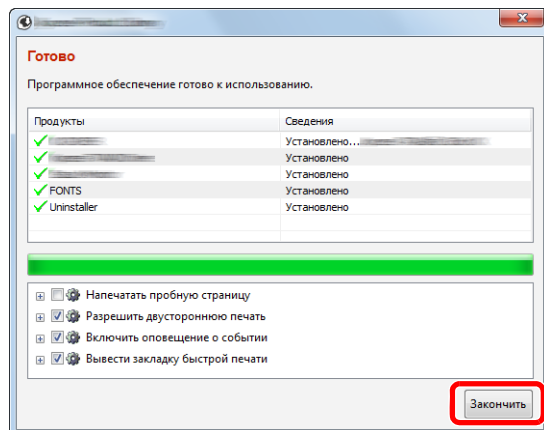 Готово
Программное обеспечение готово к использованию.
Продукты Сведения
Установлено...
Установлено
Установлено
FONTS Установлено
Uninstaller Установлено
Напечатать пробную страницу
Разрешить двустороннюю печать
Включить оповещение о событии
Вывести закладку быстрой печати
Закончить